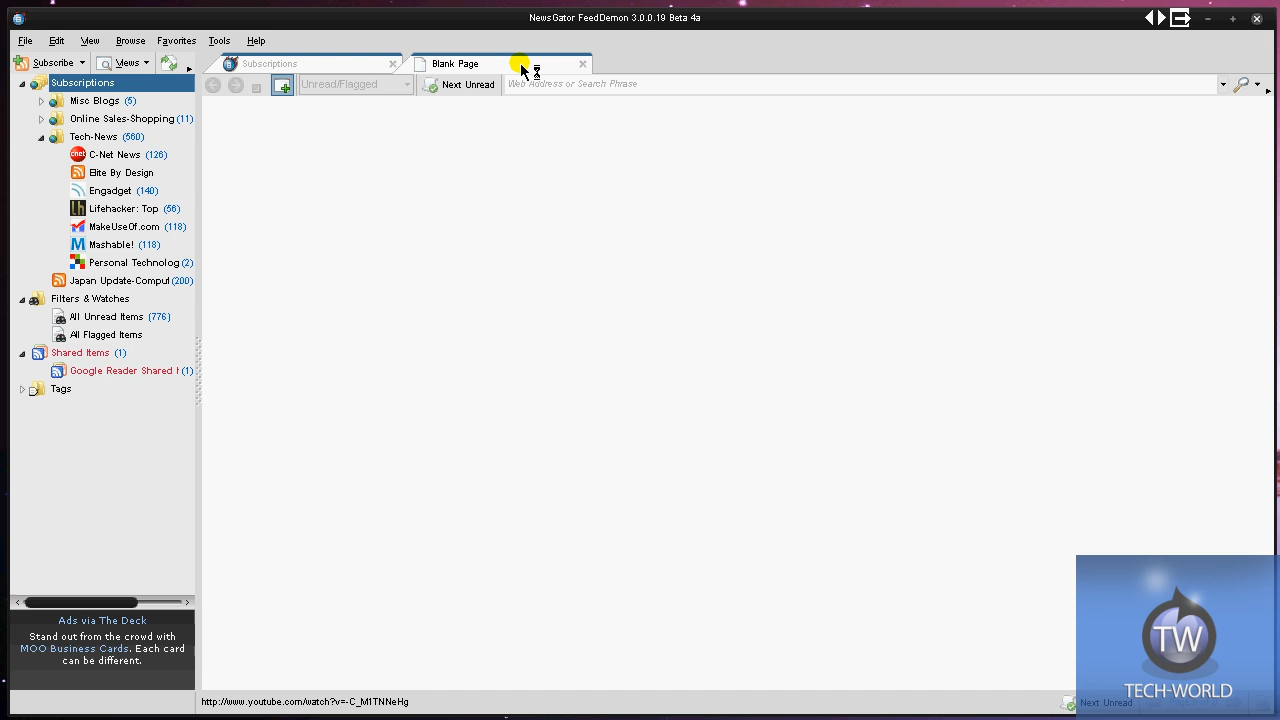 NewsGator FeedDemon 3.0.0.19 Beta 4a
File Edit View Browse Favorites Tools Help
Subscribe Views
Subscriptions Blank Page
Unread/Flagged Next Unread Web Address or Search Phrase
Subscriptions
Misc Blogs (5)
Online Sales-Shopping (11)
Tech-News (560)
cnet C-Net News (126)
Elite By Design
Engadget (140)
lh Lifehacker: Top (56)
MakeUseOf.com (118)
M Mashable! (118)
Personal Technolog (2)
Japan Update-Compul (200)
Filters & Watches
All Unread Items (776)
All Flagged Items
Shared Items (1)
Google Reader Shared (1)
Tags
Ads via The Deck
Stand out from the crowd with
MOO Business Cards. Each card
can be different.
http://www.youtube.com/watch?v=-C_M1TNNeHg
Next Unread
TW
TECH-WORLD